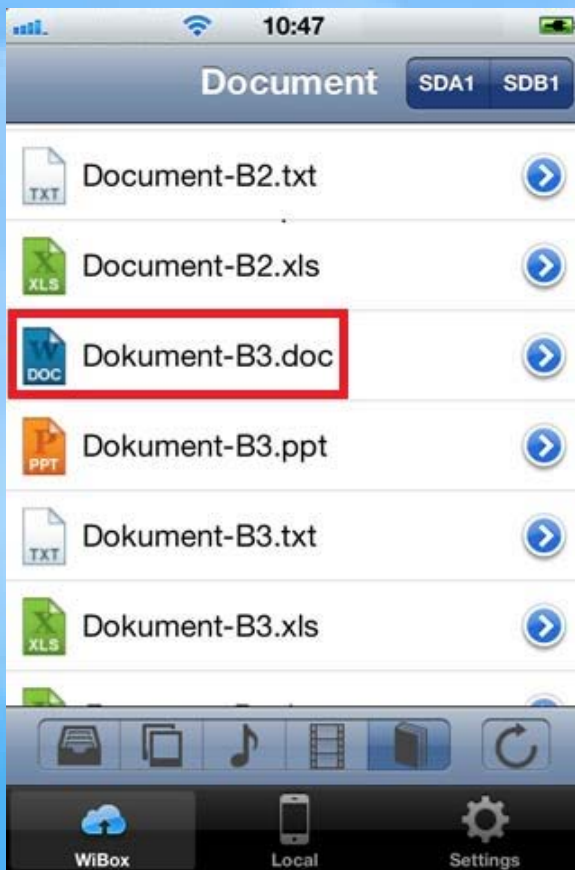 10:47
Document SDA1 SDB1
TXT Document-B2.txt
XLS Document-B2.xls
W DOC Dokument-B3.doc
P PPT Dokument-B3.ppt
TXT Dokument-B3.txt
X XLS Dokument-B3.xls
WiBox Local Settings